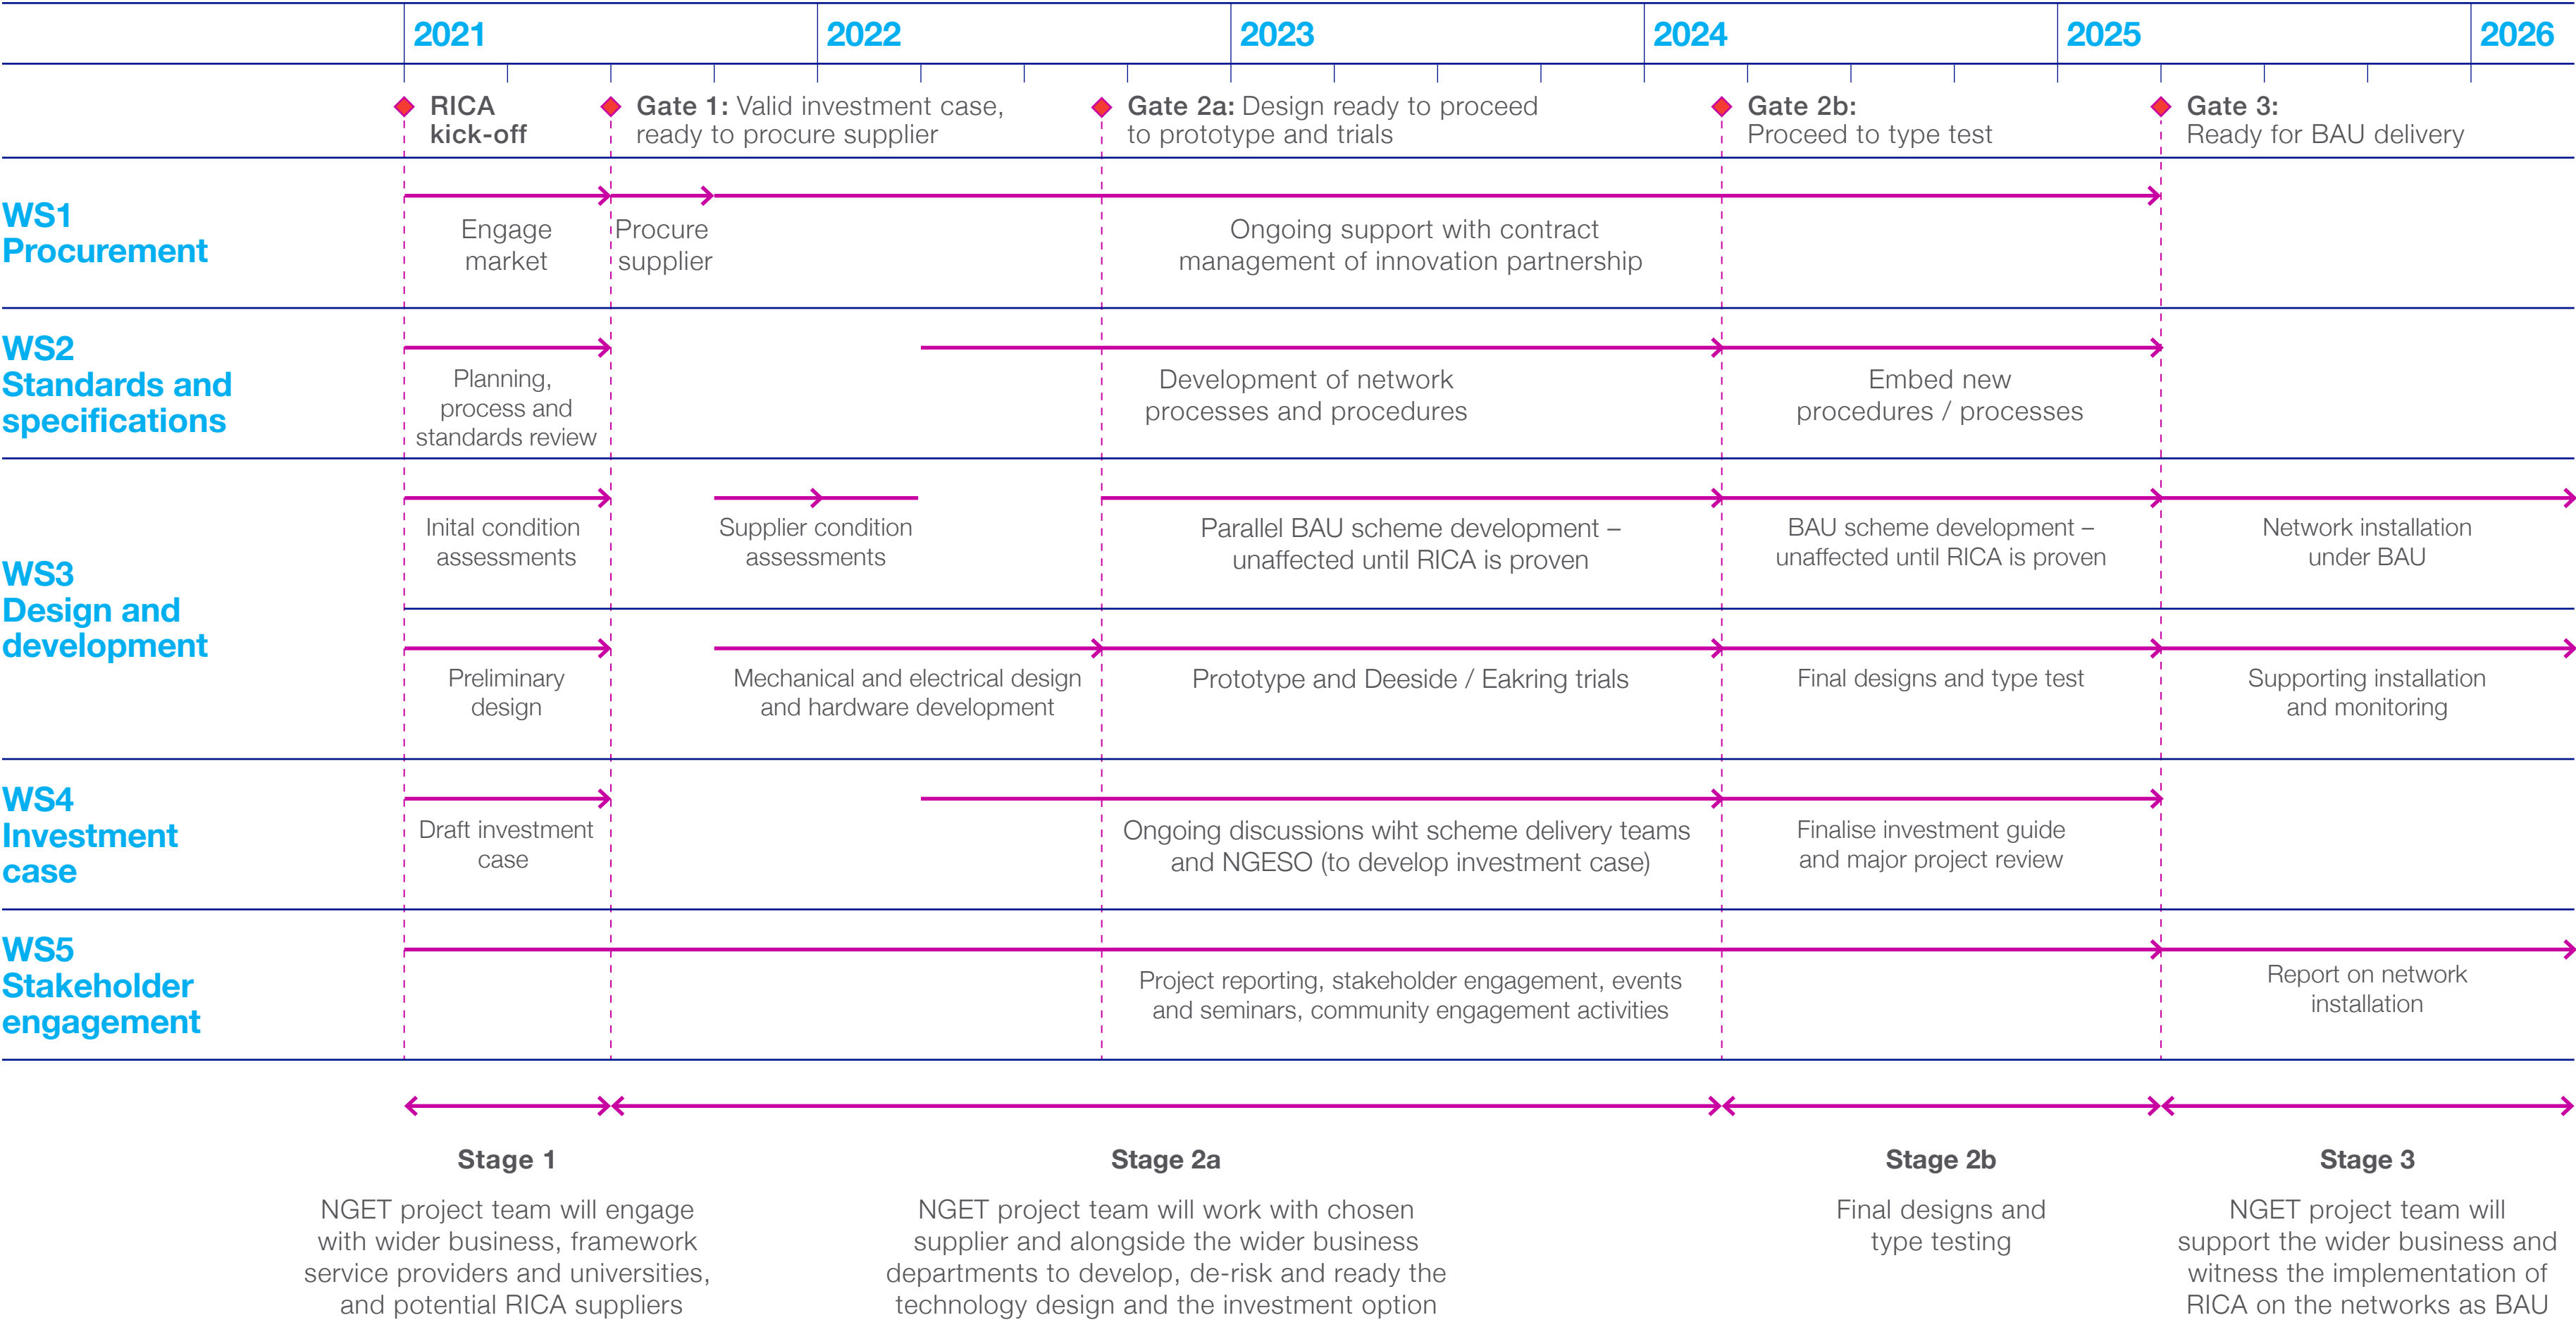 2021
2022
2023
2024
2025
2026
RICA
kick-off
Gate 1: Valid investment case,
ready to procure supplier
Gate 2a: Design ready to proceed
to prototype and trials
Gate 2b:
Proceed to type test
Gate 3:
Ready for BAU delivery
WS1
Procurement
Engage
market
Procure
supplier
Ongoing support with contract
management of innovation partnership
WS2
Standards and
specifications
Planning,
process and
standards review
Development of network
processes and procedures
Embed new
procedures / processes
WS3
Design and
development
Inital condition
assessments
Supplier condition
assessments
Parallel BAU scheme development –
unaffected until RICA is proven
BAU scheme development –
unaffected until RICA is proven
Network installation
under BAU
Preliminary
design
Mechanical and electrical design
and hardware development
Prototype and Deeside / Eakring trials
Final designs and type test
Supporting installation
and monitoring
WS4
Investment
case
Draft investment
case
Ongoing discussions wiht scheme delivery teams
and NGESO (to develop investment case)
Finalise investment guide
and major project review
WS5
Stakeholder
engagement
Project reporting, stakeholder engagement, events
and seminars, community engagement activities
Report on network
installation
Stage 1
NGET project team will engage
with wider business, framework
service providers and universities,
and potential RICA suppliers
Stage 2a
NGET project team will work with chosen
supplier and alongside the wider business
departments to develop, de-risk and ready the
technology design and the investment option
Stage 2b
Final designs and
type testing
Stage 3
NGET project team will
support the wider business and
witness the implementation of
RICA on the networks as BAU